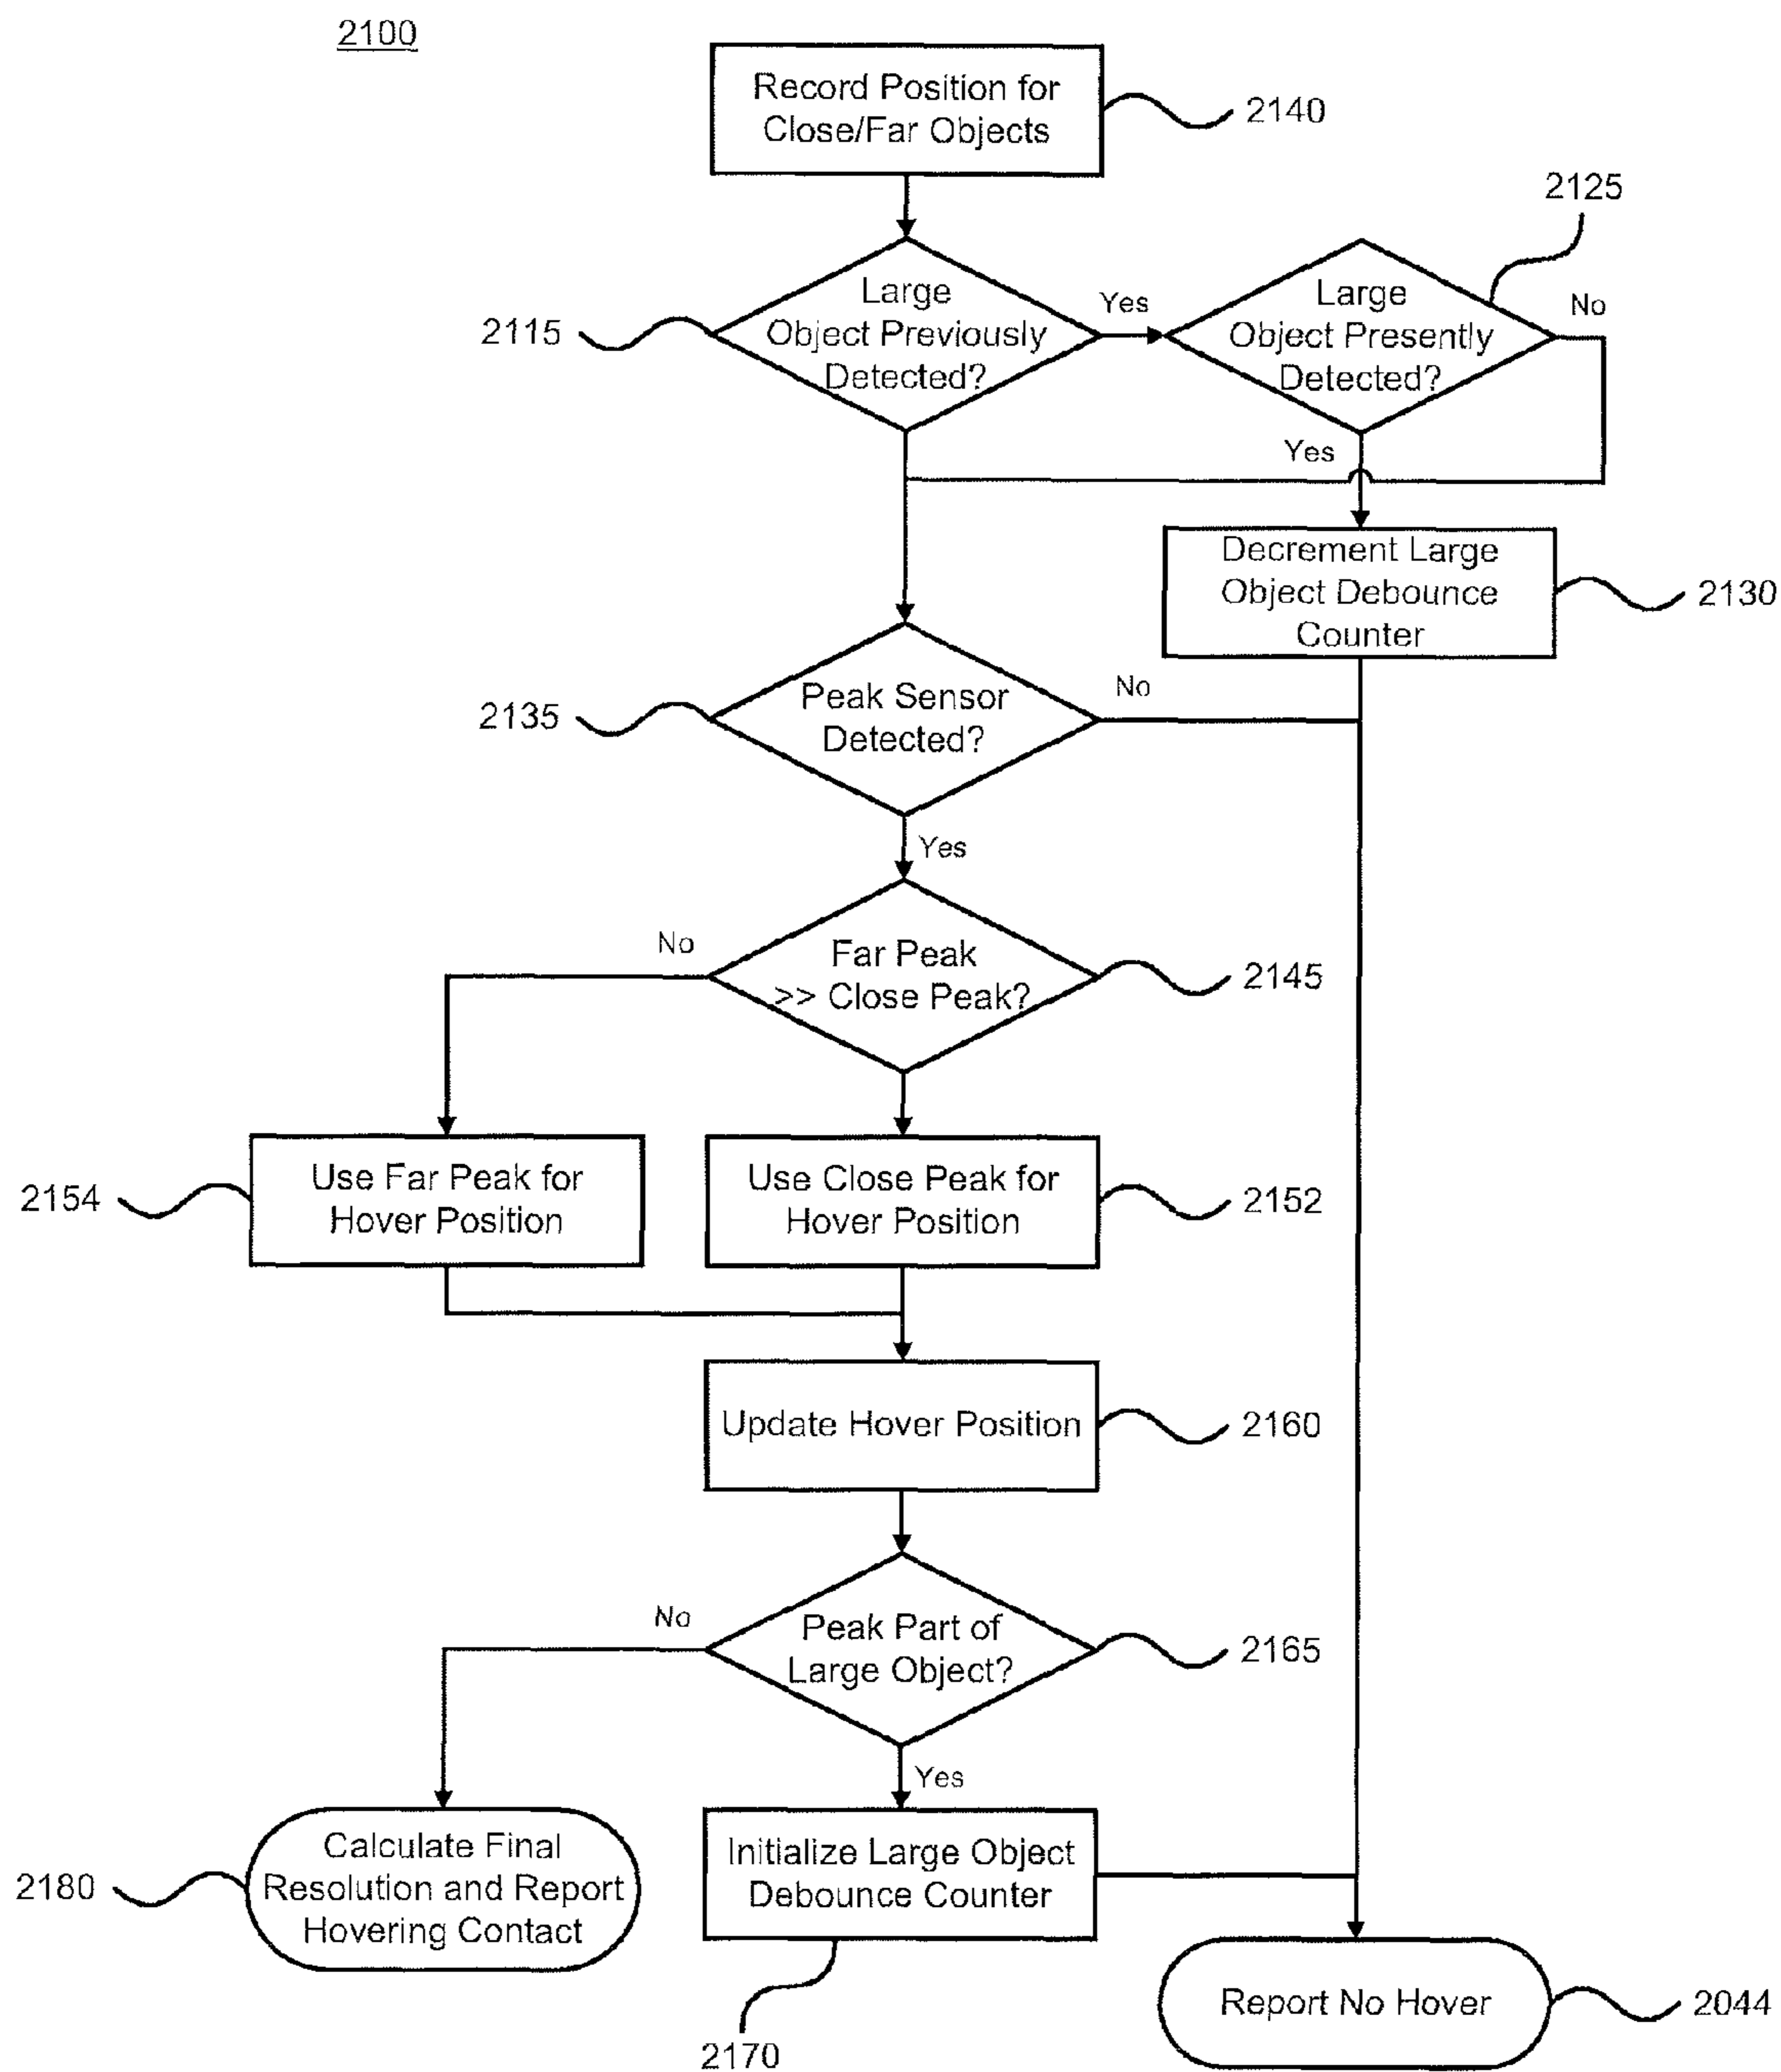 2100
Record Position for
Close/Far Objects
2140
2125
Large
Object Previously
Detected?
2115
Yes
Large
Object Presently
Detected?
No
Yes
Decrement Large
Object Debounce
Counter
2130
Peak Sensor
Detected?
2135
No
Yes
Far Peak
>> Close Peak?
2145
No
Use Far Peak for
Hover Position
2154
Use Close Peak for
Hover Position
2152
Update Hover Position
2160
Peak Part of
Large Object?
2165
No
Yes
Calculate Final
Resolution and Report
Hovering Contact
2180
Initialize Large Object
Debounce Counter
2170
Report No Hover
2044